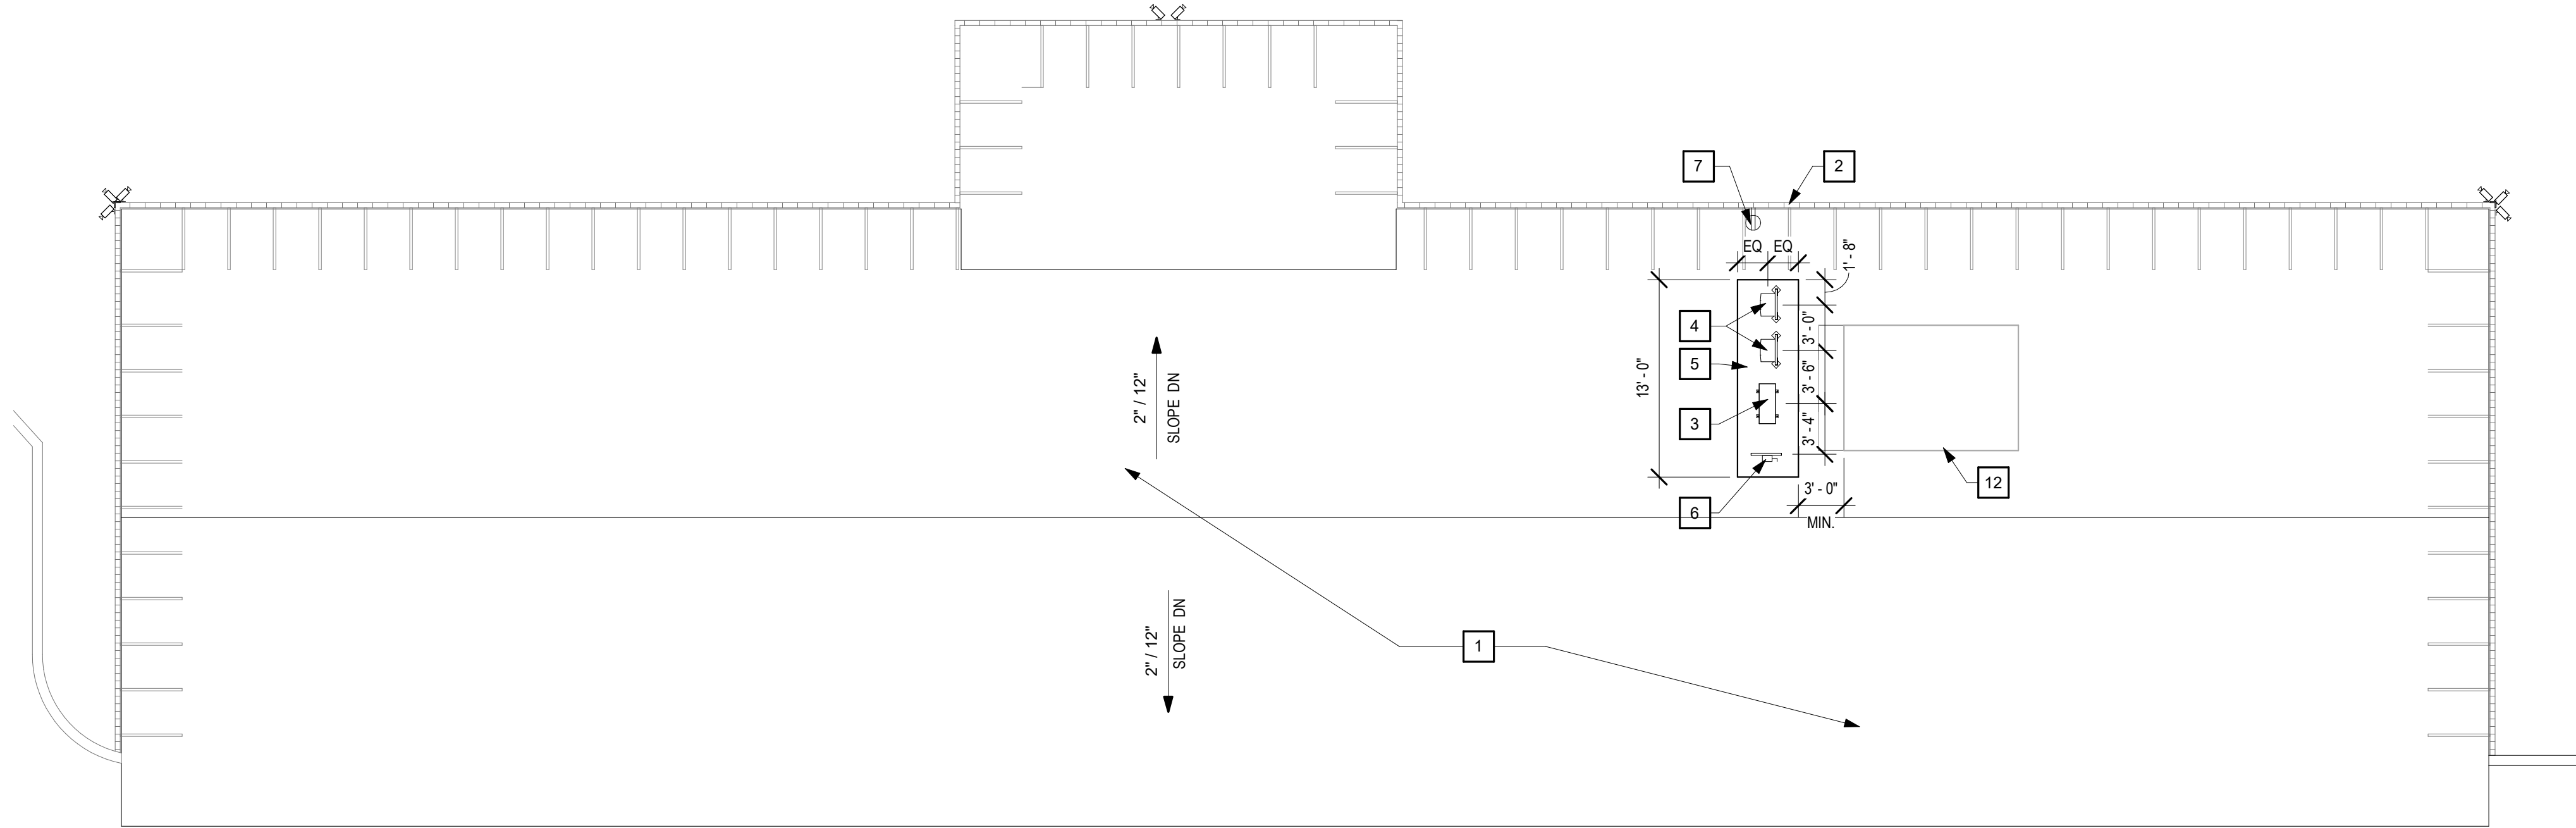 7
2
EQ
EQ
1' - 8"
4
3' - 0"
5
13' - 0"
3' - 6"
3
3' - 4"
12
3' - 0"
MIN.
6
2" / 12"
SLOPE DN
2" / 12"
SLOPE DN
1